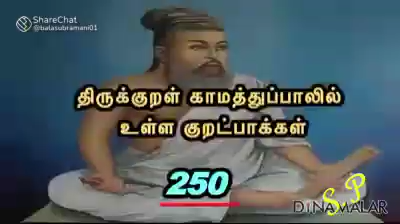 ShareChat
@balasubramani01
திருக்குறள் காமத்துப்பாலில்
உள்ள குறட்பாக்கள்
250
SP
DINAMALAR